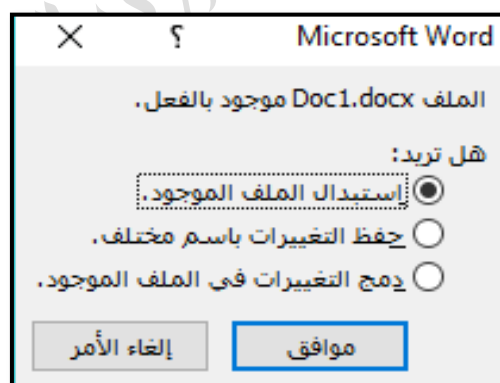 Microsoft Word
الملف Doc1.docx موجود بالفعل.
هل تريد:
استبدال الملف الموجود.
حفظ التغييرات باسم مختلف.
دمج التغييرات في الملف الموجود.
موافق
إلغاء الأمر